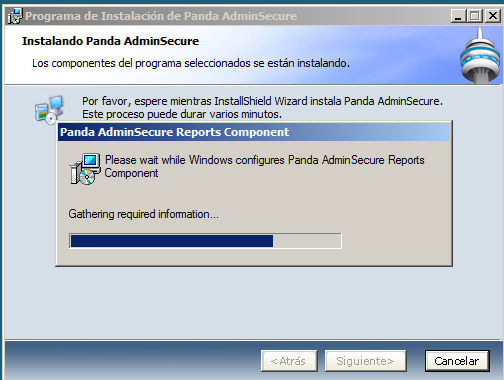 Programa de Instalación de Panda AdminSecure
Instalando Panda AdminSecure
Los componentes del programa seleccionados se están instalando.
Por favor, espere mientras InstallShield Wizard instala Panda AdminSecure.
Este proceso puede durar varios minutos.
Panda AdminSecure Reports Component
Please wait while Windows configures Panda AdminSecure Reports
Component
Gathering required information...
<Atrás
Siguiente>
Cancelar